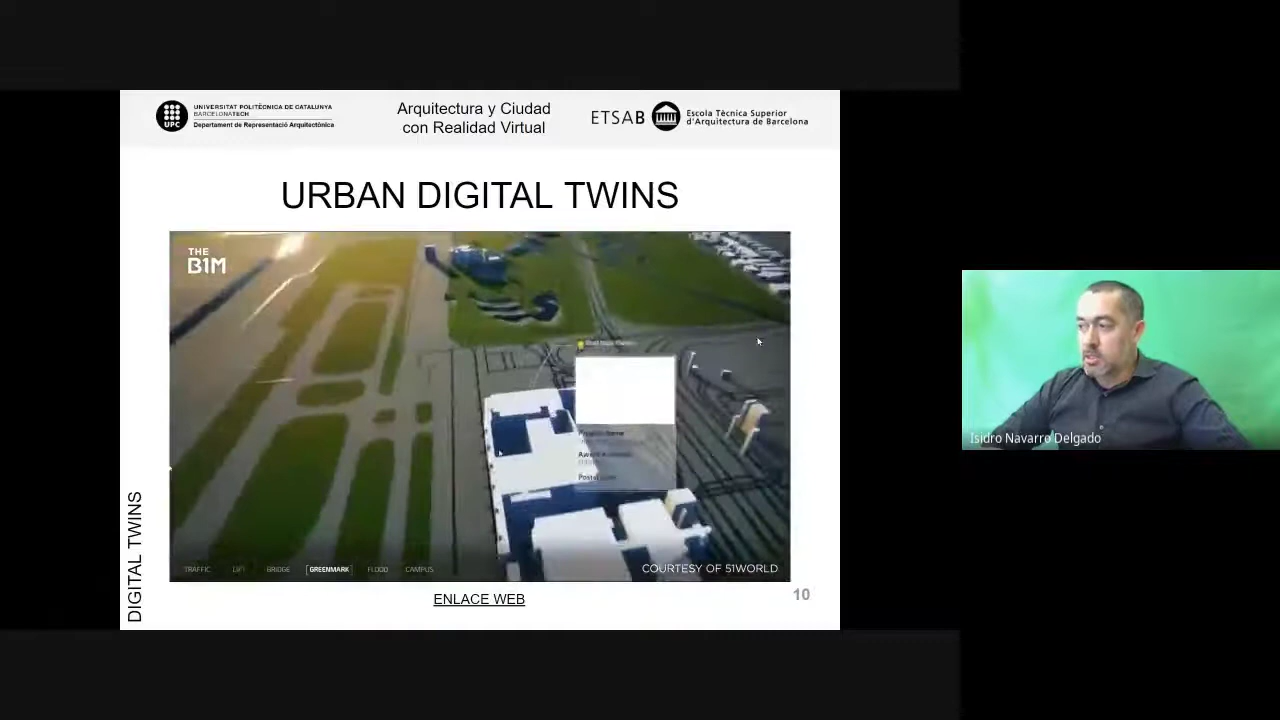 UNIVERSITAT POLITÈCNICA DE CATALUNYA
BARCELONATECH
Departament de Representació Arquitectònica
UPC
Arquitectura y Ciudad
con Realidad Virtual
ETSAB
Escola Tècnica Superior
d'Arquitectura de Barcelona
URBAN DIGITAL TWINS
THE
B1M
TRAFFIC
BRIDGE
GREENMARK
FLOOD
CAMPUS
COURTESY OF 51WORLD
DIGITAL TWINS
ENLACE WEB
10
Isidro Navarro Delgado